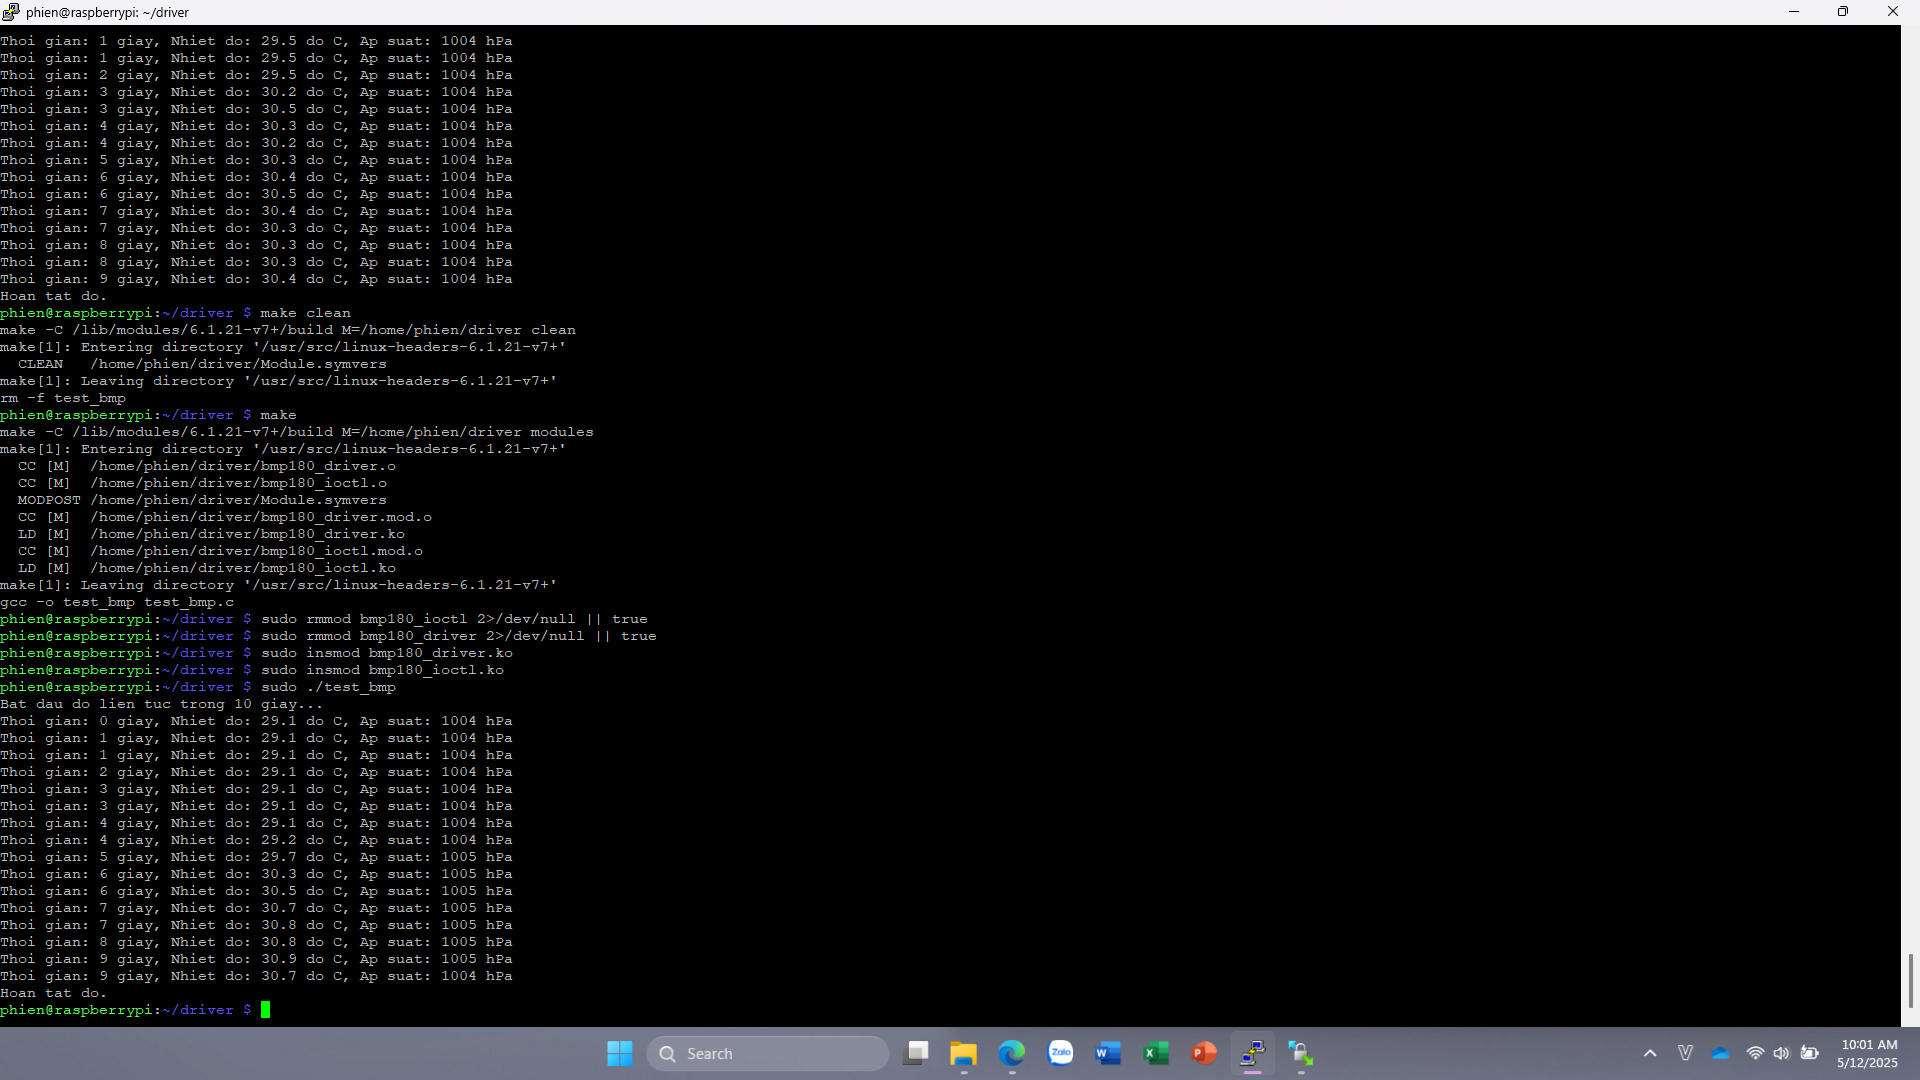 phien@raspberrypi: ~/driver
Thoi gian: 1 giay, Nhiet do: 29.5 do C, Ap suat: 1004 hPa
Thoi gian: 1 giay, Nhiet do: 29.5 do C, Ap suat: 1004 hPa
Thoi gian: 2 giay, Nhiet do: 29.5 do C, Ap suat: 1004 hPa
Thoi gian: 3 giay, Nhiet do: 30.2 do C, Ap suat: 1004 hPa
Thoi gian: 3 giay, Nhiet do: 30.5 do C, Ap suat: 1004 hPa
Thoi gian: 4 giay, Nhiet do: 30.3 do C, Ap suat: 1004 hPa
Thoi gian: 4 giay, Nhiet do: 30.2 do C, Ap suat: 1004 hPa
Thoi gian: 5 giay, Nhiet do: 30.3 do C, Ap suat: 1004 hPa
Thoi gian: 6 giay, Nhiet do: 30.4 do C, Ap suat: 1004 hPa
Thoi gian: 6 giay, Nhiet do: 30.5 do C, Ap suat: 1004 hPa
Thoi gian: 7 giay, Nhiet do: 30.4 do C, Ap suat: 1004 hPa
Thoi gian: 7 giay, Nhiet do: 30.3 do C, Ap suat: 1004 hPa
Thoi gian: 8 giay, Nhiet do: 30.3 do C, Ap suat: 1004 hPa
Thoi gian: 8 giay, Nhiet do: 30.3 do C, Ap suat: 1004 hPa
Thoi gian: 9 giay, Nhiet do: 30.4 do C, Ap suat: 1004 hPa
Hoan tat do.
phien@raspberrypi:~/driver $ make clean
make -C /lib/modules/6.1.21-v7+/build M=/home/phien/driver clean
make[1]: Entering directory '/usr/src/linux-headers-6.1.21-v7+'
  CLEAN   /home/phien/driver/Module.symvers
make[1]: Leaving directory '/usr/src/linux-headers-6.1.21-v7+'
rm -f test_bmp
phien@raspberrypi:~/driver $ make
make -C /lib/modules/6.1.21-v7+/build M=/home/phien/driver modules
make[1]: Entering directory '/usr/src/linux-headers-6.1.21-v7+'
  CC [M]  /home/phien/driver/bmp180_driver.o
  CC [M]  /home/phien/driver/bmp180_ioctl.o
  MODPOST /home/phien/driver/Module.symvers
  CC [M]  /home/phien/driver/bmp180_driver.mod.o
  LD [M]  /home/phien/driver/bmp180_driver.ko
  CC [M]  /home/phien/driver/bmp180_ioctl.mod.o
  LD [M]  /home/phien/driver/bmp180_ioctl.ko
make[1]: Leaving directory '/usr/src/linux-headers-6.1.21-v7+'
gcc -o test_bmp test_bmp.c
phien@raspberrypi:~/driver $ sudo rmmod bmp180_ioctl 2>/dev/null || true
phien@raspberrypi:~/driver $ sudo rmmod bmp180_driver 2>/dev/null || true
phien@raspberrypi:~/driver $ sudo insmod bmp180_driver.ko
phien@raspberrypi:~/driver $ sudo insmod bmp180_ioctl.ko
phien@raspberrypi:~/driver $ sudo ./test_bmp
Bat dau do lien tuc trong 10 giay...
Thoi gian: 0 giay, Nhiet do: 29.1 do C, Ap suat: 1004 hPa
Thoi gian: 1 giay, Nhiet do: 29.1 do C, Ap suat: 1004 hPa
Thoi gian: 1 giay, Nhiet do: 29.1 do C, Ap suat: 1004 hPa
Thoi gian: 2 giay, Nhiet do: 29.1 do C, Ap suat: 1004 hPa
Thoi gian: 3 giay, Nhiet do: 29.1 do C, Ap suat: 1004 hPa
Thoi gian: 3 giay, Nhiet do: 29.1 do C, Ap suat: 1004 hPa
Thoi gian: 4 giay, Nhiet do: 29.1 do C, Ap suat: 1004 hPa
Thoi gian: 4 giay, Nhiet do: 29.2 do C, Ap suat: 1004 hPa
Thoi gian: 5 giay, Nhiet do: 29.7 do C, Ap suat: 1005 hPa
Thoi gian: 6 giay, Nhiet do: 30.3 do C, Ap suat: 1005 hPa
Thoi gian: 6 giay, Nhiet do: 30.5 do C, Ap suat: 1005 hPa
Thoi gian: 7 giay, Nhiet do: 30.7 do C, Ap suat: 1005 hPa
Thoi gian: 7 giay, Nhiet do: 30.8 do C, Ap suat: 1005 hPa
Thoi gian: 8 giay, Nhiet do: 30.8 do C, Ap suat: 1005 hPa
Thoi gian: 9 giay, Nhiet do: 30.9 do C, Ap suat: 1005 hPa
Thoi gian: 9 giay, Nhiet do: 30.7 do C, Ap suat: 1004 hPa
Hoan tat do.
phien@raspberrypi:~/driver $
Search
Zalo
10:01 AM
5/12/2025